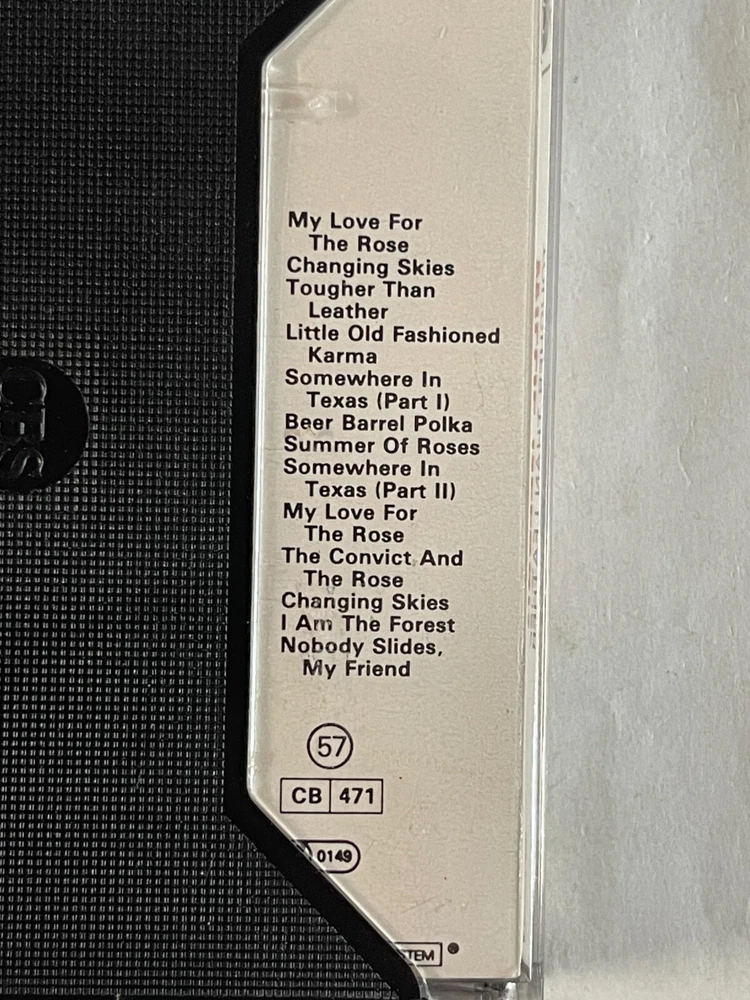 My Love For
The Rose
Changing Skies
Tougher Than
Leather
Little Old Fashioned
Karma
Somewhere In
Texas (Part I)
Beer Barrel Polka
Summer Of Roses
Somewhere In
Texas (Part II)
My Love For
The Rose
The Convict And
The Rose
Changing Skies
I Am The Forest
Nobody Slides,
My Friend
57
CB 471
0149
TEM
CBS